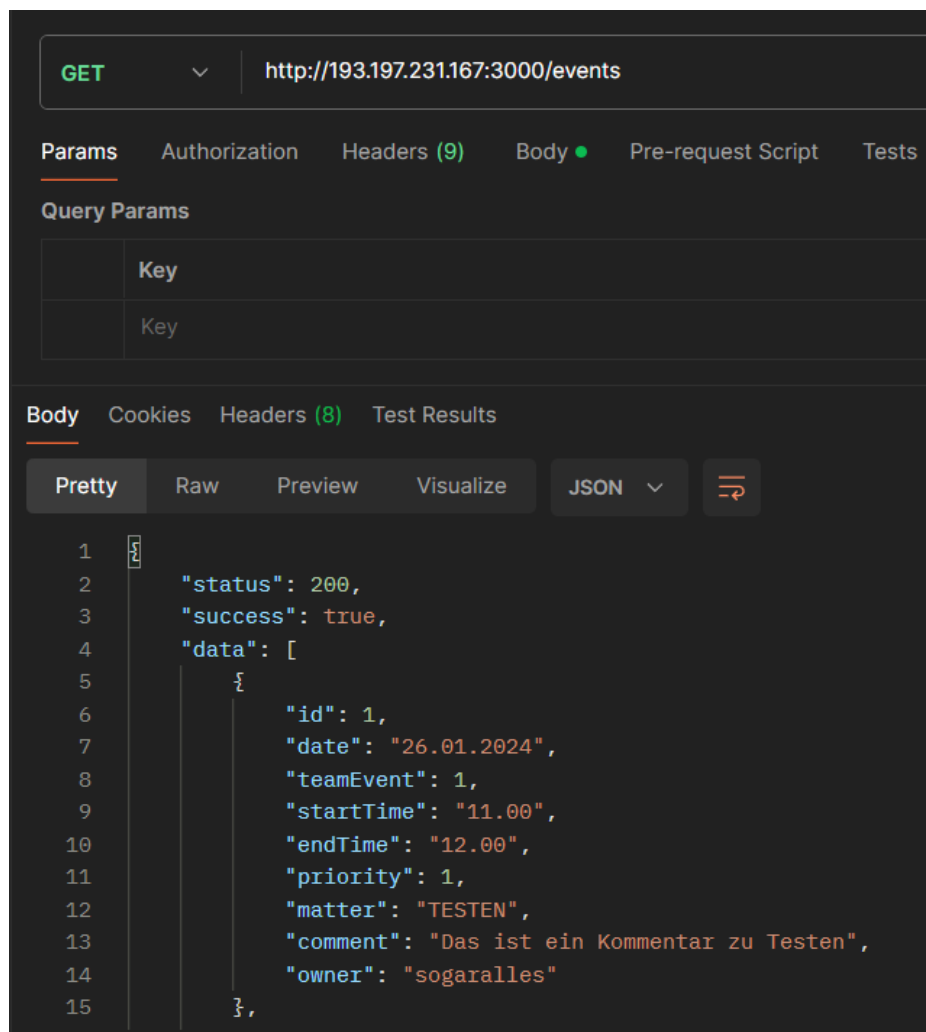 GET http://193.197.231.167:3000/events
Params Authorization Headers (9) Body Pre-request Script Tests
Query Params
Key
Key
Body Cookies Headers (8) Test Results
Pretty Raw Preview Visualize JSON
1 {
2 "status": 200,
3 "success": true,
4 "data": [
5 {
6 "id": 1,
7 "date": "26.01.2024",
8 "teamEvent": 1,
9 "startTime": "11.00",
10 "endTime": "12.00",
11 "priority": 1,
12 "matter": "TESTEN",
13 "comment": "Das ist ein Kommentar zu Testen",
14 "owner": "sogaralles"
15 },